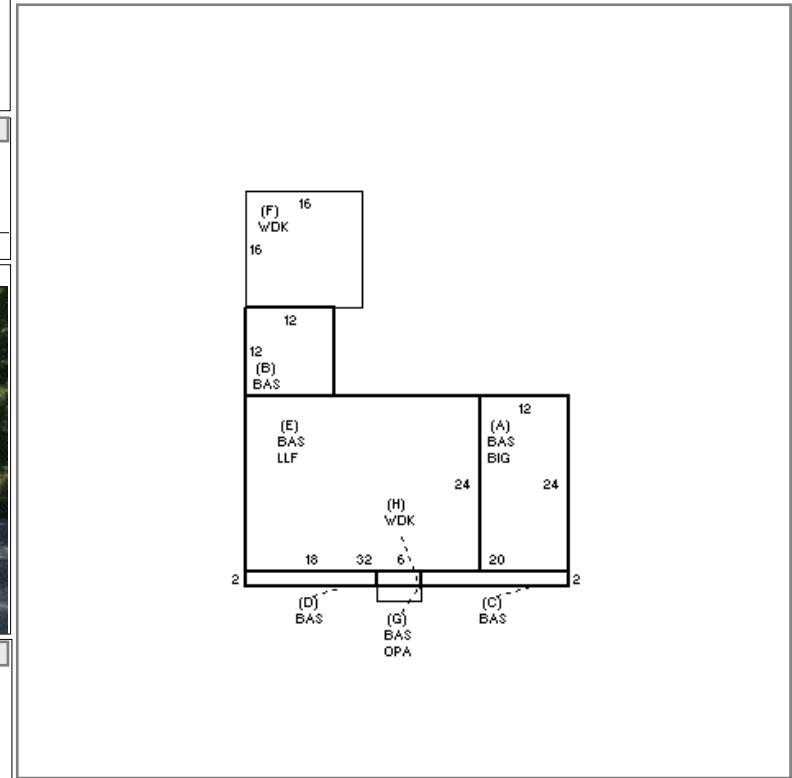 16
(F)
WDK
16
12
12
(B)
BAS
12
(E)
BAS
LLF
(A)
BAS
BIG
24
24
(H)
WDK
18 32 6 20
2
2
(D)
BAS
(G)
BAS
OPA
(C)
BAS